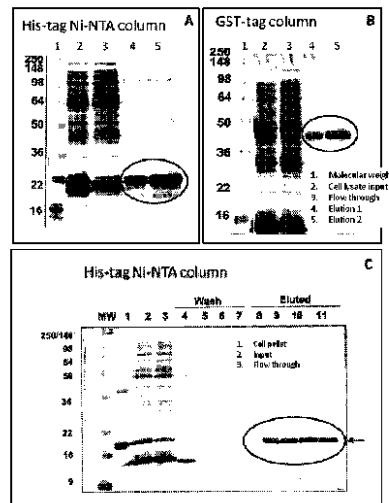 His-tag Ni-NTA column
A
1 2 3 4 5
250
148
98
64
50
36
22
16
GST-tag column
B
1 2 3 4 5
250
148
98
64
50
36
22
16
1. Molecular weigh
2. Cell lysate input
3. Flow through
4. Elution 1
5. Elution 2
His-tag Ni-NTA column
C
Wash
Eluted
MW 1 2 3 4 5 6 7 8 9 10 11
1 Cell pellet
2 Input
3 Flow through
250/148
98
64
50
36
22
16
9